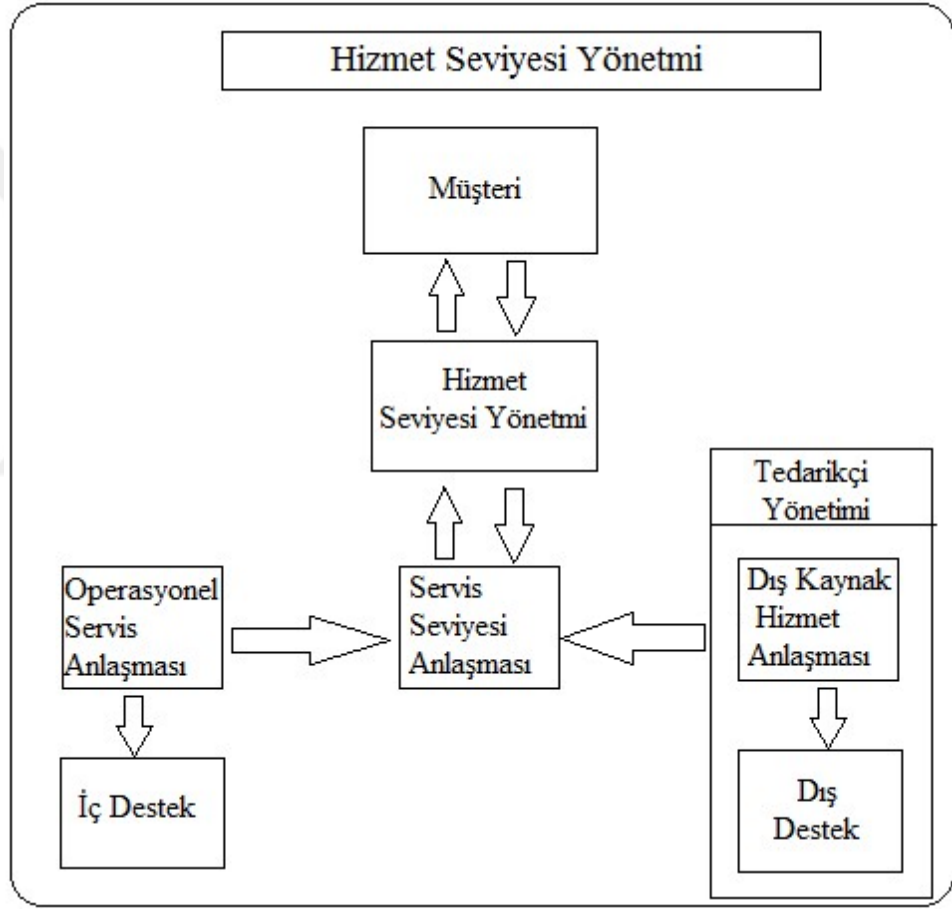 Hizmet Seviyesi Yönetmi
Müşteri
Hizmet
Seviyesi Yönetmi
Tedarikçi
Yönetimi
Operasyonel
Servis
Anlaşması
Servis
Seviyesi
Anlaşması
Dış Kaynak
Hizmet
Anlaşması
İç Destek
Dış
Destek